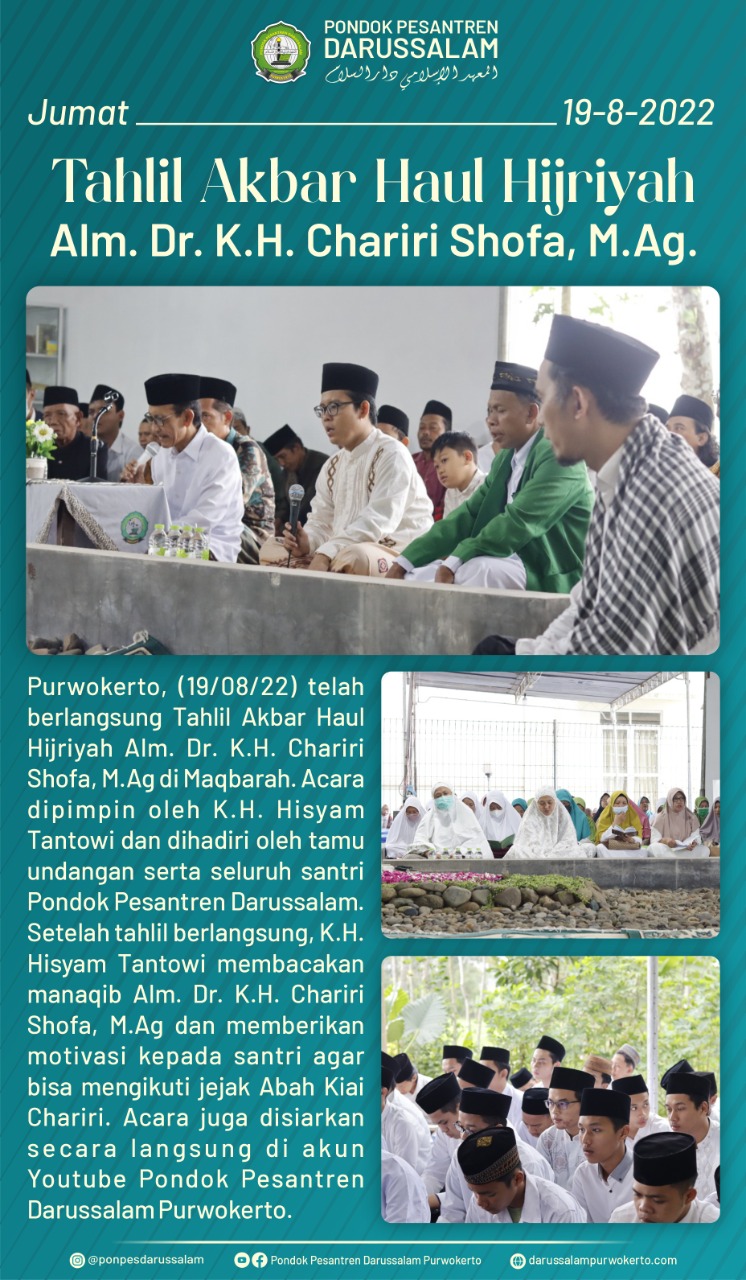 PONDOK PESANTREN
DARUSSALAM
المعهد الإسلامي دار السلام
Jumat 19-8-2022
Tahlil Akbar Haul Hijriyah
Alm. Dr. K.H. Chariri Shofa, M.Ag.
Purwokerto, (19/08/22) telah
berlangsung Tahlil Akbar Haul
Hijriyah Alm. Dr. K.H. Chariri
Shofa, M.Ag di Maqbarah. Acara
dipimpin oleh K.H. Hisyam
Tantowi dan dihadiri oleh tamu
undangan serta seluruh santri
Pondok Pesantren Darussalam.
Setelah tahlil berlangsung, K.H.
Hisyam Tantowi membacakan
manaqib Alm. Dr. K.H. Chariri
Shofa, M.Ag dan memberikan
motivasi kepada santri agar
bisa mengikuti jejak Abah Kiai
Chariri. Acara juga disiarkan
secara langsung di akun
Youtube Pondok Pesantren
Darussalam Purwokerto.
@ponpesdarussalam
Pondok Pesantren Darussalam Purwokerto
darussalampurwokerto.com